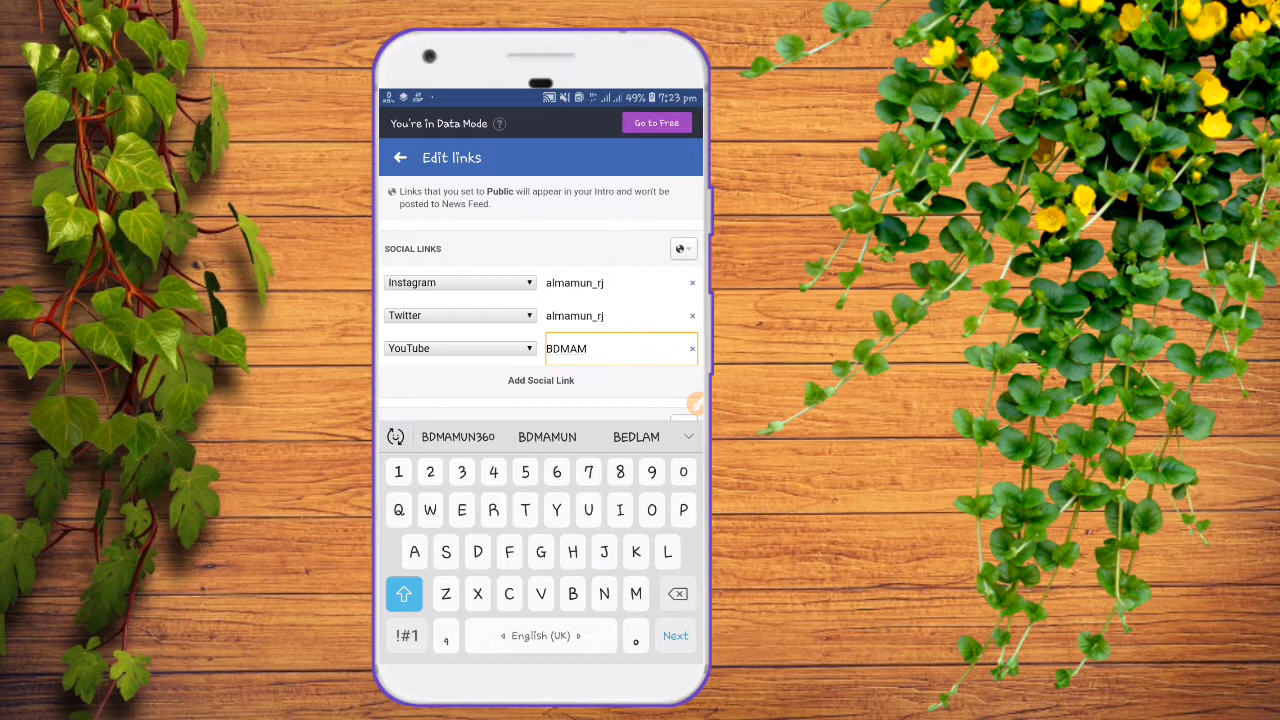 0 KB/s 49% 7:23 pm
You're in Data Mode ? Go to Free
Edit links
Links that you set to Public will appear in your Intro and won't be
posted to News Feed.
SOCIAL LINKS
Instagram almamun_rj ×
Twitter almamun_rj ×
YouTube BDMAM ×
Add Social Link
BDMAMUN360 BDMAMUN BEDLAM
1 2 3 4 5 6 7 8 9 0
Q W E R T Y U I O P
A S D F G H J K L
Z X C V B N M
!#1 , English (UK) . Next